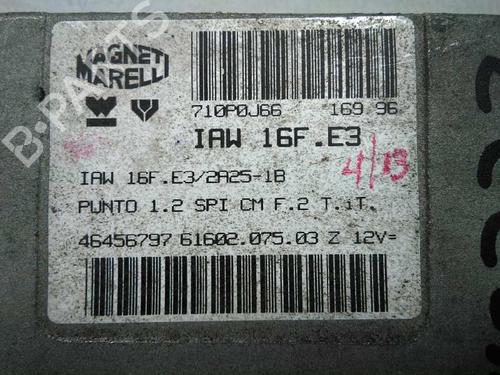 MAGNETI
MARELLI
710P0J66 169 96
IAW 16F.E3
4/13
IAW 16F.E3/2A25-1B
PUNTO 1.2 SPI CM F.2 T.iT.
46456797 61602.075.03 Z 12V=
B-PARTS